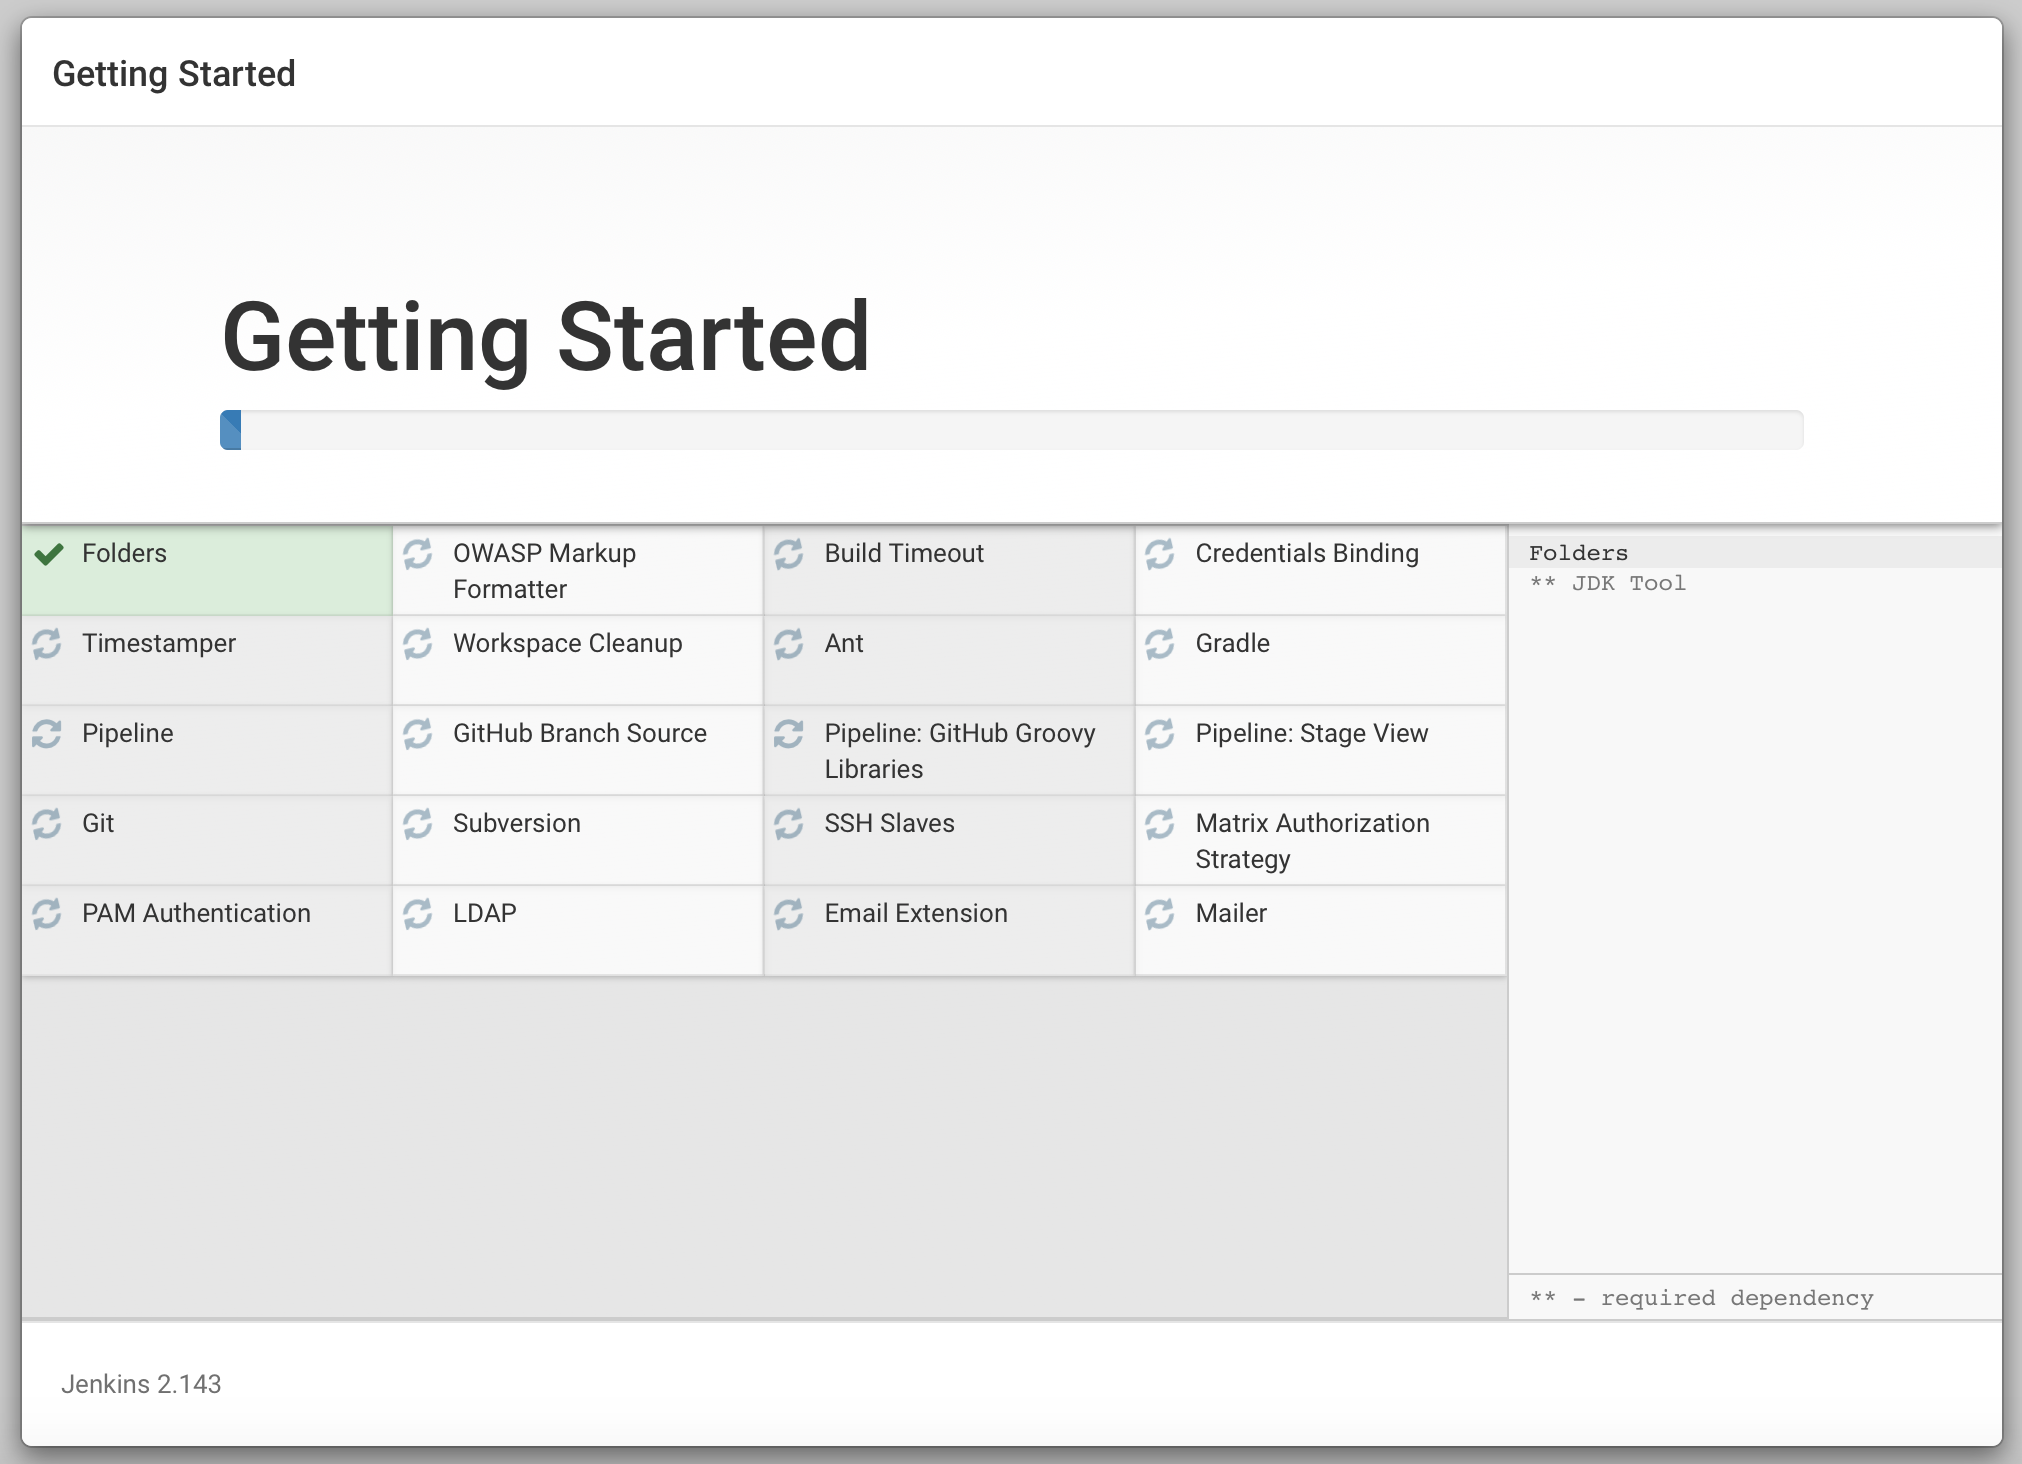 Getting Started
Getting Started
Folders
OWASP Markup
Formatter
Build Timeout
Credentials Binding
Timestamper
Workspace Cleanup
Ant
Gradle
Pipeline
GitHub Branch Source
Pipeline: GitHub Groovy
Libraries
Pipeline: Stage View
Git
Subversion
SSH Slaves
Matrix Authorization
Strategy
PAM Authentication
LDAP
Email Extension
Mailer
Folders
** JDK Tool
** - required dependency
Jenkins 2.143